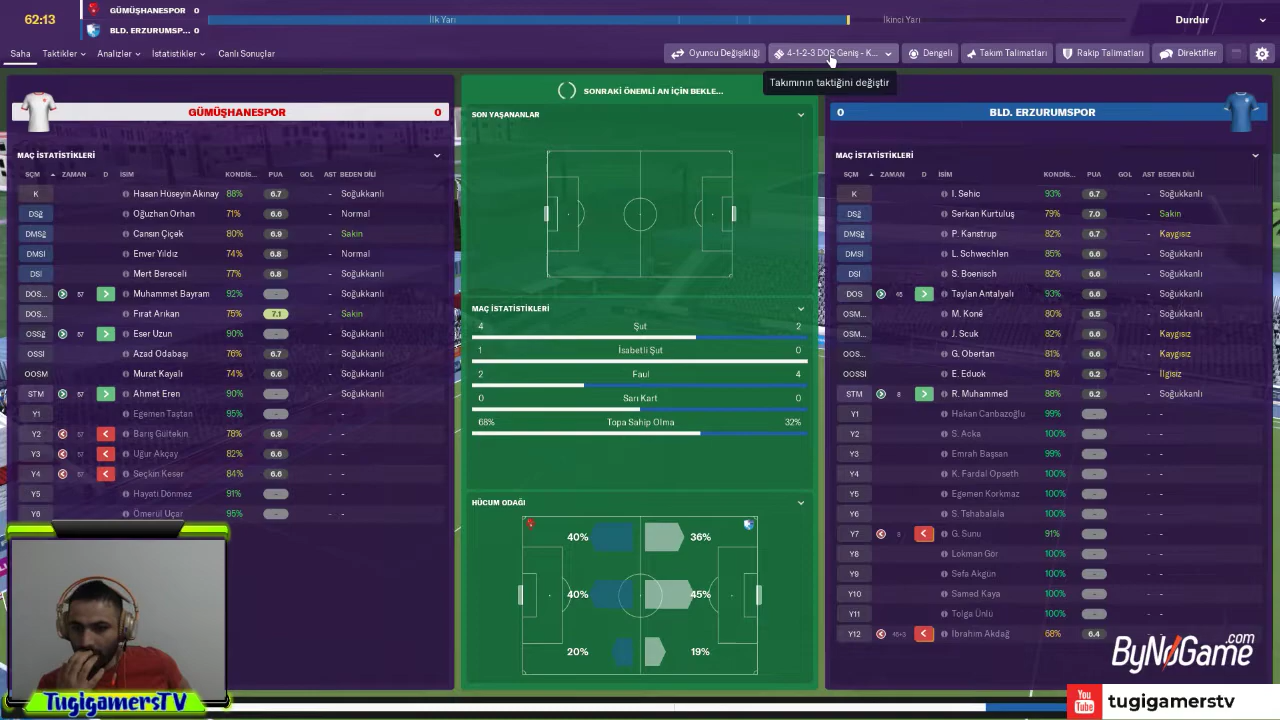 62:13
GÜMÜŞHANESPOR 0
BLD. ERZURUMSP... 0
İlk Yarı
İkinci Yarı
Durdur
Saha Taktikler Analizler İstatistikler Canlı Sonuçlar
Oyuncu Değişikliği 4-1-2-3 DOS Geniş - K... Dengeli Takım Talimatları Rakip Talimatları Direktifler
Takımının taktiğini değiştir
GÜMÜŞHANESPOR 0
MAÇ İSTATİSTİKLERİ
SÇM ZAMAN D İSİM KONDİS... PUA GOL AST BEDEN DİLİ
K Hasan Hüseyin Akınay 88% 6.7 - Soğukkanlı
DSğ Oğuzhan Orhan 71% 6.6 - Normal
DMSğ Cansın Çiçek 80% 6.9 - Sakin
DMSl Enver Yıldız 74% 6.8 - Normal
DSl Mert Bereceli 77% 6.8 - Soğukkanlı
DOS... 57 Muhammet Bayram 92% - - Soğukkanlı
DOS... Fırat Arıkan 75% 7.1 - Sakin
OSSğ 57 Eser Uzun 90% - - Soğukkanlı
OSSl Azad Odabaşı 76% 6.7 - Soğukkanlı
OOSM Murat Kayalı 74% 6.6 - Soğukkanlı
STM 57 Ahmet Eren 90% - - Soğukkanlı
Y1 Egemen Taştan 95% - - -
Y2 57 Barış Gültekin 78% 6.9 - -
Y3 57 Uğur Akçay 82% 6.6 - -
Y4 57 Seçkin Keser 84% 6.6 - -
Y5 Hayati Dönmez 91% - - -
Y6 Ömerul Uçar 95% - - -
SONRAKİ ÖNEMLİ AN İÇİN BEKLE...
SON YAŞANANLAR
MAÇ İSTATİSTİKLERİ
4 Şut 2
1 İsabetli Şut 0
2 Faul 4
0 Sarı Kart 0
68% Topa Sahip Olma 32%
HÜCUM ODAĞI
40% 36%
40% 45%
20% 19%
0 BLD. ERZURUMSPOR
MAÇ İSTATİSTİKLERİ
SÇM ZAMAN D İSİM KONDİS... PUA GOL AST BEDEN DİLİ
K I. Sehic 93% 6.7 - Soğukkanlı
DSğ Serkan Kurtuluş 79% 7.0 - Sakin
DMSğ P. Kanstrup 82% 6.7 - Kaygısız
DMSl L. Schwechlen 85% 6.6 - Soğukkanlı
DSl S. Boenisch 82% 6.6 - Soğukkanlı
DOS 45 Taylan Antalyalı 93% 6.6 - Soğukkanlı
OSM... M. Koné 80% 6.5 - Soğukkanlı
OSM... J. Scuk 82% 6.6 - Kaygısız
OOS... G. Obertan 81% 6.6 - Kaygısız
OOSSl E. Educk 81% 6.2 - İlgisiz
STM 8 R. Muhammed 88% 6.2 - Soğukkanlı
Y1 Hakan Canbazoğlu 99% - - -
Y2 S. Acka 100% - - -
Y3 Emrah Başsan 99% - - -
Y4 K. Fardal Opseth 100% - - -
Y5 Egemen Korkmaz 100% - - -
Y6 S. Tshabalala 100% - - -
Y7 8 G. Sunu 91% - - -
Y8 Lokman Gör 100% - - -
Y9 Sefa Akgün 100% - - -
Y10 Samed Kaya 100% - - -
Y11 Tolga Ünlü 100% - - -
Y12 45+3 İbrahim Akdağ 68% 6.4 - -
TugigamersTV
ByNoGame.com
You Tube
tugigamerstv